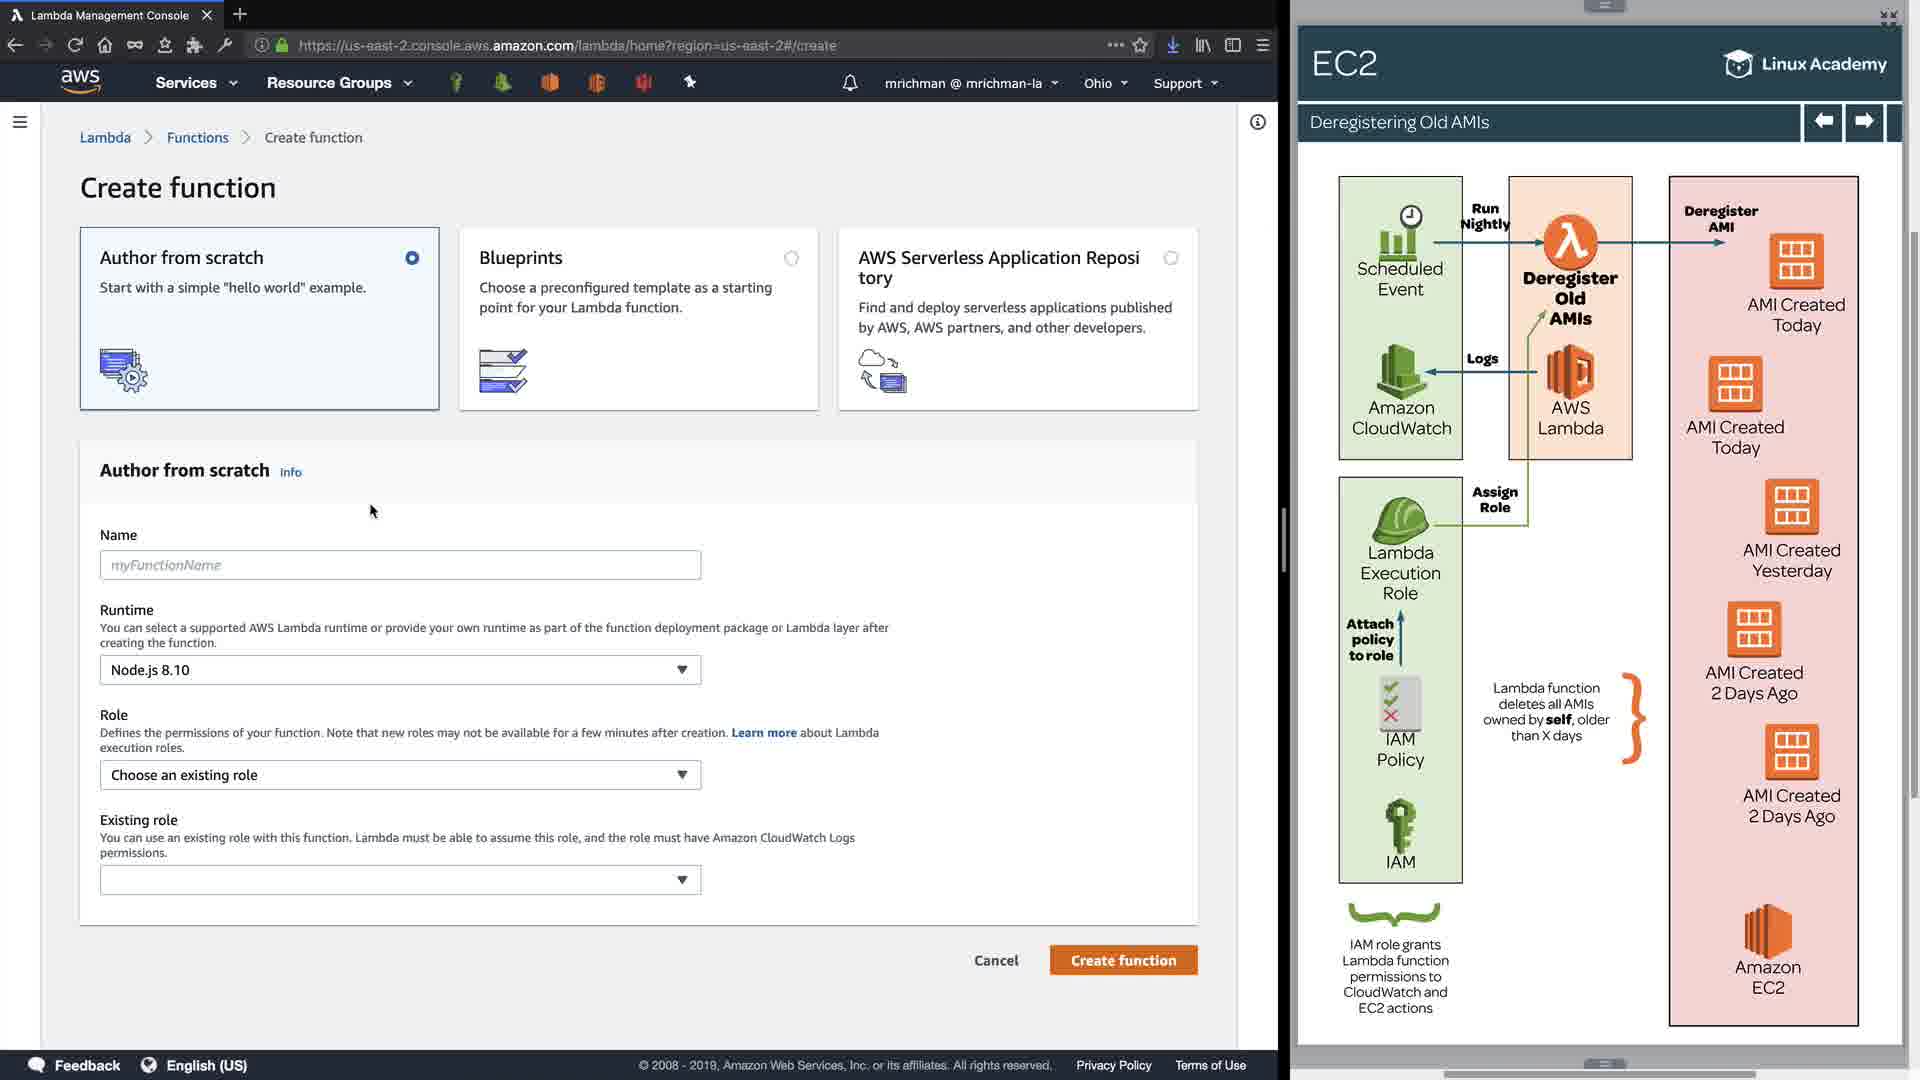 Lambda Management Console
https://us-east-2.console.aws.amazon.com/lambda/home?region=us-east-2#/create
aws
Services
Resource Groups
mrichman @ mrichman-la
Ohio
Support
Lambda
Functions
Create function
Create function
Author from scratch
Start with a simple "hello world" example.
Blueprints
Choose a preconfigured template as a starting
point for your Lambda function.
AWS Serverless Application Reposi
tory
Find and deploy serverless applications published
by AWS, AWS partners, and other developers.
Author from scratch Info
Name
myFunctionName
Runtime
You can select a supported AWS Lambda runtime or provide your own runtime as part of the function deployment package or Lambda layer after
creating the function.
Node.js 8.10
Role
Defines the permissions of your function. Note that new roles may not be available for a few minutes after creation. Learn more about Lambda
execution roles.
Choose an existing role
Existing role
You can use an existing role with this function. Lambda must be able to assume this role, and the role must have Amazon CloudWatch Logs
permissions.
Cancel
Create function
Feedback
English (US)
© 2008 - 2019, Amazon Web Services, Inc. or its affiliates. All rights reserved.
Privacy Policy
Terms of Use
EC2
Linux Academy
Deregistering Old AMIs
Scheduled
Event
Run
Nightly
Deregister
Old
AMIs
Deregister
AMI
AMI Created
Today
Amazon
CloudWatch
Logs
AWS
Lambda
AMI Created
Today
Assign
Role
Lambda
Execution
Role
AMI Created
Yesterday
Attach
policy
to role
IAM
Policy
Lambda function
deletes all AMIs
owned by self, older
than X days
AMI Created
2 Days Ago
AMI Created
2 Days Ago
IAM
IAM role grants
Lambda function
permissions to
CloudWatch and
EC2 actions
Amazon
EC2